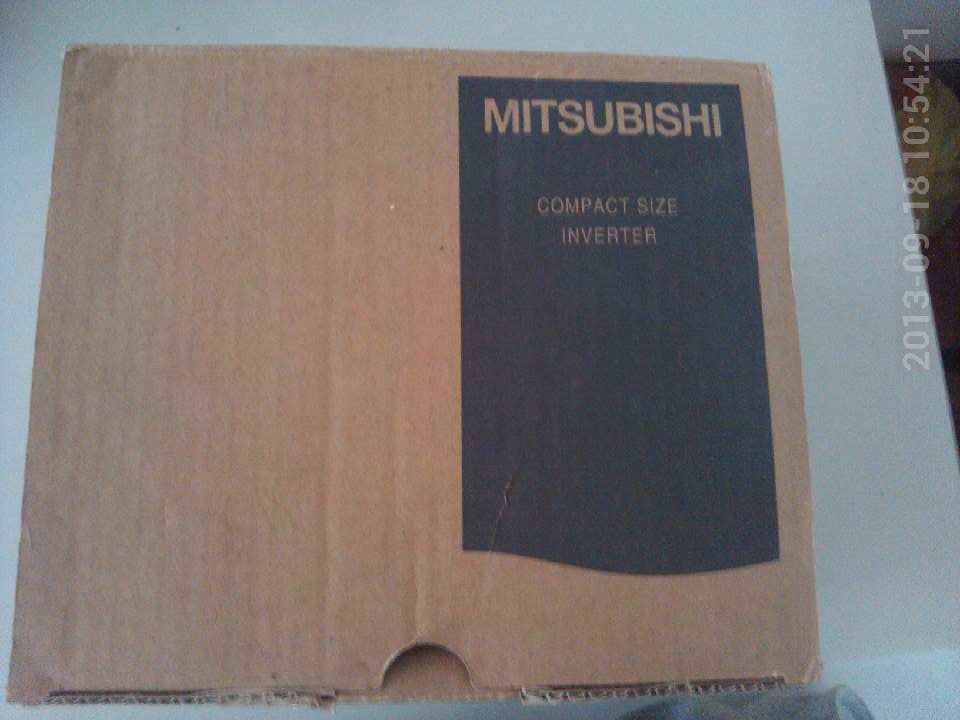 MITSUBISHI
COMPACT SIZE
INVERTER
2013-09-18 10:54:21